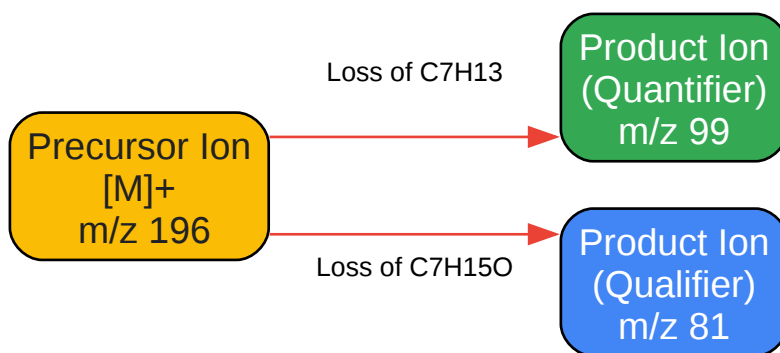 Precursor Ion
[M]+
m/z 196
Loss of C7H13
Product Ion
(Quantifier)
m/z 99
Loss of C7H15O
Product Ion
(Qualifier)
m/z 81